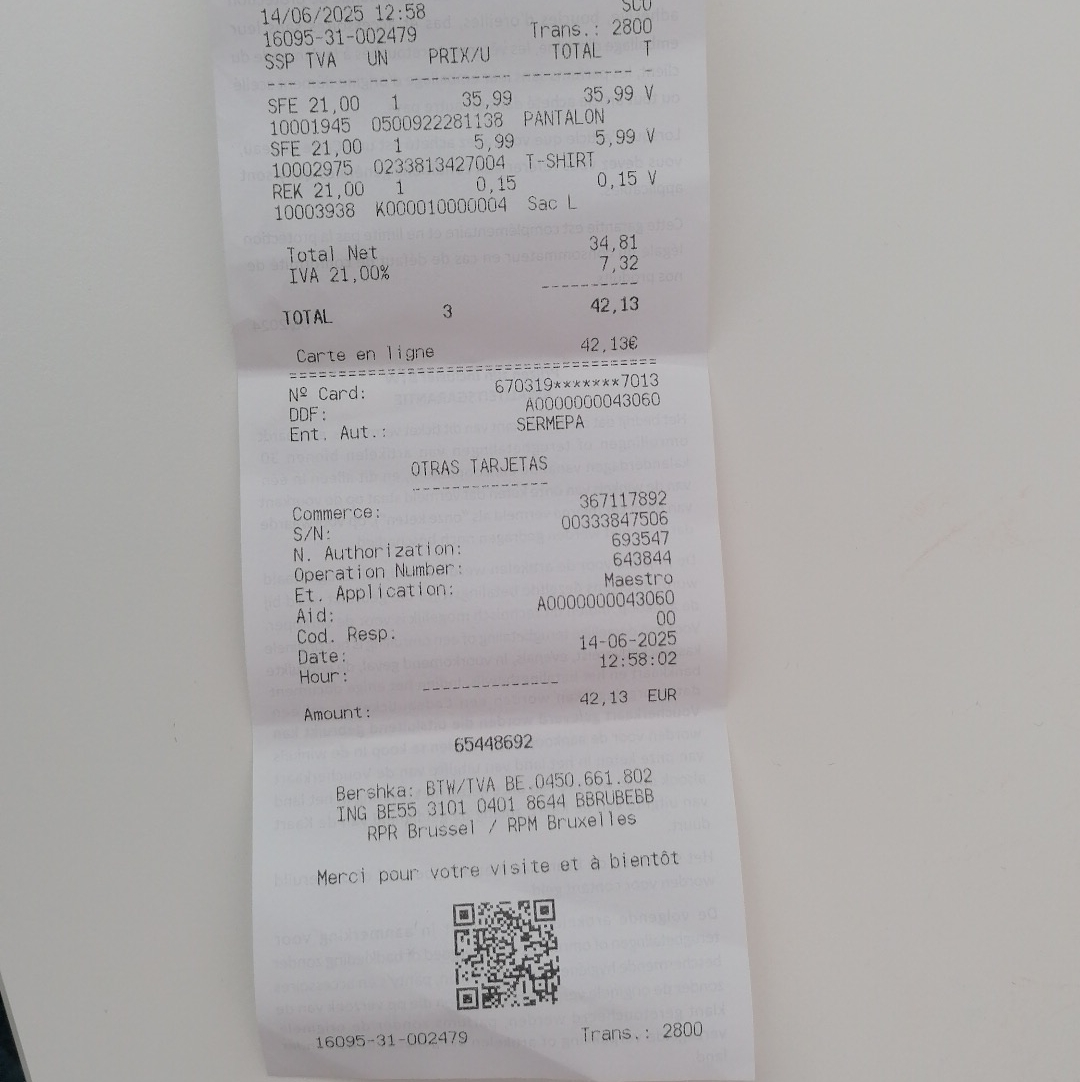 14/06/2025 12:58 SCO
16095-31-002479 Trans.: 2800
SSP TVA UN PRIX/U TOTAL T
--- ------ --- --------- ----------- -
SFE 21,00 1 35,99 35,99 V
10001945 0500922281138 PANTALON
SFE 21,00 1 5,99 5,99 V
10002975 0233813427004 T-SHIRT
REK 21,00 1 0,15 0,15 V
10003938 K000010000004 Sac L
Total Net 34,81
IVA 21,00% 7,32
----------
TOTAL 3 42,13
Carte en ligne 42,13€
======================================
Nº Card: 670319*******7013
DDF: A0000000043060
Ent. Aut.: SERMEPA
OTRAS TARJETAS
--------------
Commerce: 367117892
S/N: 00333847506
N. Authorization: 693547
Operation Number: 643844
Et. Application: Maestro
Aid: A0000000043060
Cod. Resp: 00
Date: 14-06-2025
Hour: 12:58:02
--------------
Amount: 42,13 EUR
65448692
Bershka: BTW/TVA BE.0450.661.802
ING BE55 3101 0401 8644 BBRUBEBB
RPR Brussel / RPM Bruxelles
Merci pour votre visite et à bientôt
16095-31-002479 Trans.: 2800